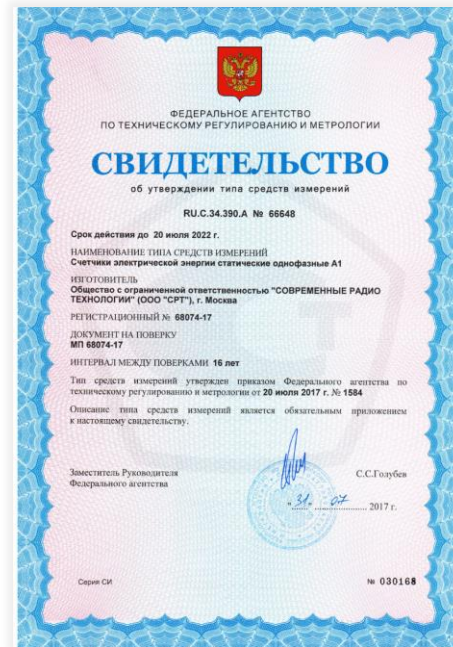 ФЕДЕРАЛЬНОЕ АГЕНТСТВО
ПО ТЕХНИЧЕСКОМУ РЕГУЛИРОВАНИЮ И МЕТРОЛОГИИ
СВИДЕТЕЛЬСТВО
об утверждении типа средств измерений
RU.C.34.390.A № 66648
Срок действия до 20 июля 2022 г.
НАИМЕНОВАНИЕ ТИПА СРЕДСТВ ИЗМЕРЕНИЙ
Счетчики электрической энергии статические однофазные А1
ИЗГОТОВИТЕЛЬ
Общество с ограниченной ответственностью "СОВРЕМЕННЫЕ РАДИО
ТЕХНОЛОГИИ" (ООО "СРТ"), г. Москва
РЕГИСТРАЦИОННЫЙ № 68074-17
ДОКУМЕНТ НА ПОВЕРКУ
МП 68074-17
ИНТЕРВАЛ МЕЖДУ ПОВЕРКАМИ 16 лет
Тип средств измерений утвержден приказом Федерального агентства по
техническому регулированию и метрологии от 20 июля 2017 г. № 1584
Описание типа средств измерений является обязательным приложением
к настоящему свидетельству.
Заместитель Руководителя
Федерального агентства
С.С.Голубев
"31" 07 2017 г.
Серия СИ
№ 030168